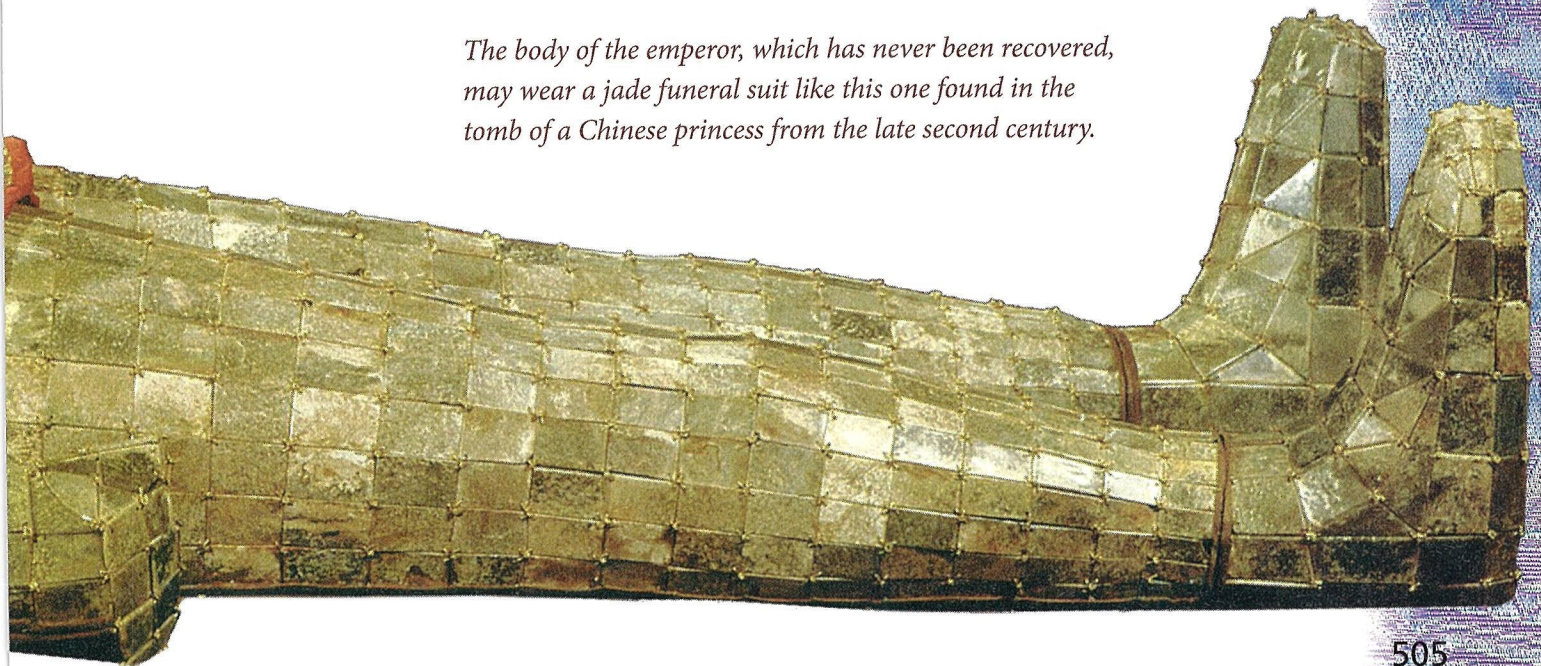 The body of the emperor, which has never been recovered,
may wear a jade funeral suit like this one found in the
tomb of a Chinese princess from the late second century.
505